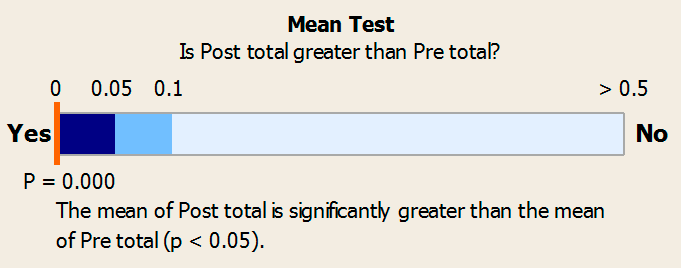 Mean Test
Is Post total greater than Pre total?
0 0.05 0.1 > 0.5
Yes No
P = 0.000
The mean of Post total is significantly greater than the mean
of Pre total (p < 0.05).